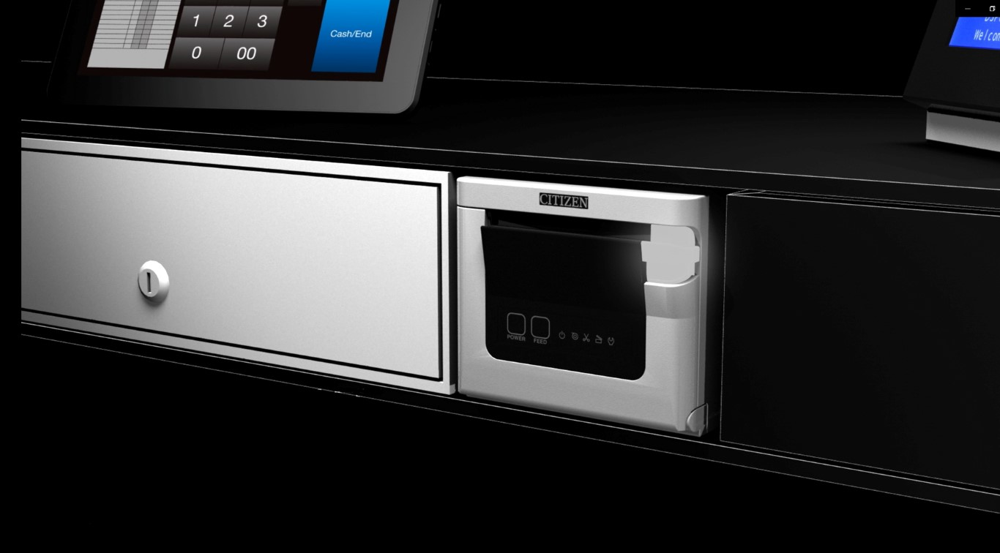 1 2 3
0 00
Cash/End
CITIZEN
POWER
FEED